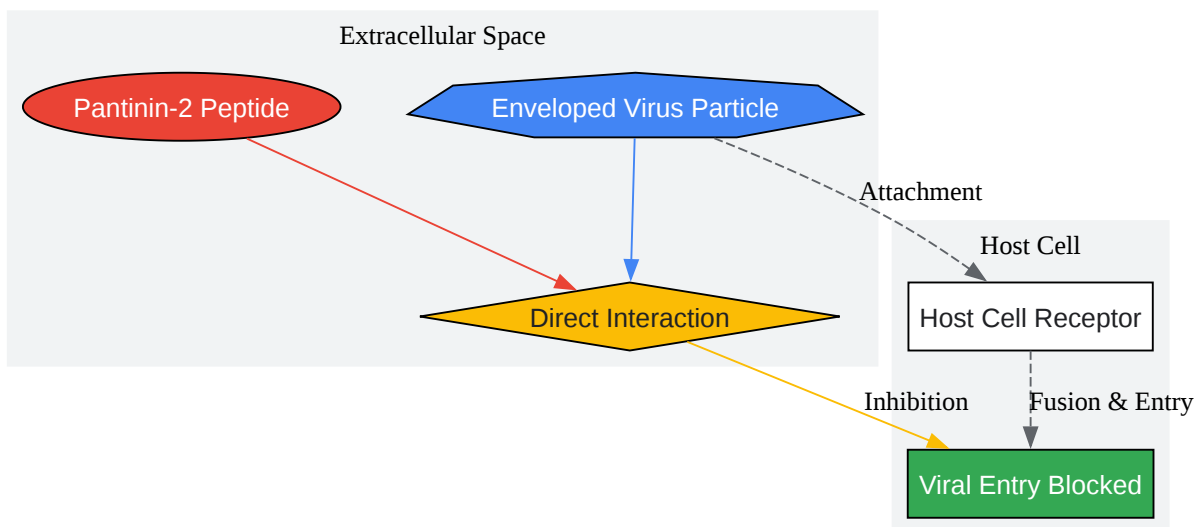 Extracellular Space
Pantinin-2 Peptide
Enveloped Virus Particle
Attachment
Host Cell
Direct Interaction
Host Cell Receptor
Inhibition
Fusion & Entry
Viral Entry Blocked